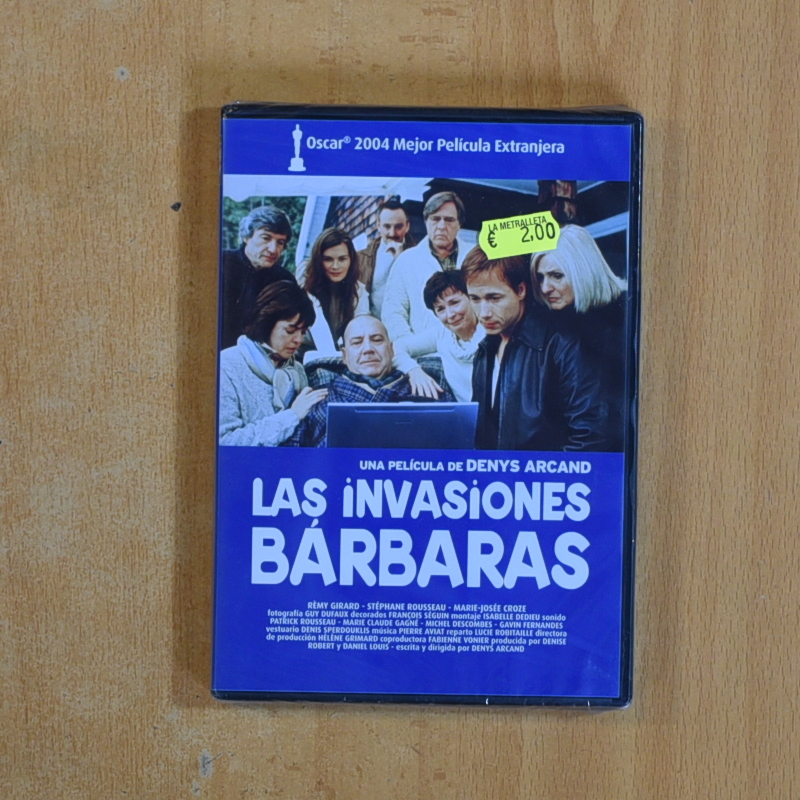 Oscar® 2004 Mejor Película Extranjera
LA METRALLETA
€ 2,00
UNA PELÍCULA DE DENYS ARCAND
LAS iNVASiONES
BÁRBARAS
RÈMY GIRARD - STÉPHANE ROUSSEAU - MARIE-JOSÉE CROZE
fotografía GUY DUFAUX decorados FRANÇOIS SÉGUIN montaje ISABELLE DEDIEU sonido
PATRICK ROUSSEAU - MARIE CLAUDE GAGNÉ - MICHEL DESCOMBES - GAVIN FERNANDES
vestuario DENIS SPERDOUKLIS música PIERRE AVIAT reparto LUCIE ROBITAILLE directora
de producción HÉLÈNE GRIMARD coproductora FABIENNE VONIER producida por DENISE
ROBERT y DANIEL LOUIS - escrita y dirigida por DENYS ARCAND